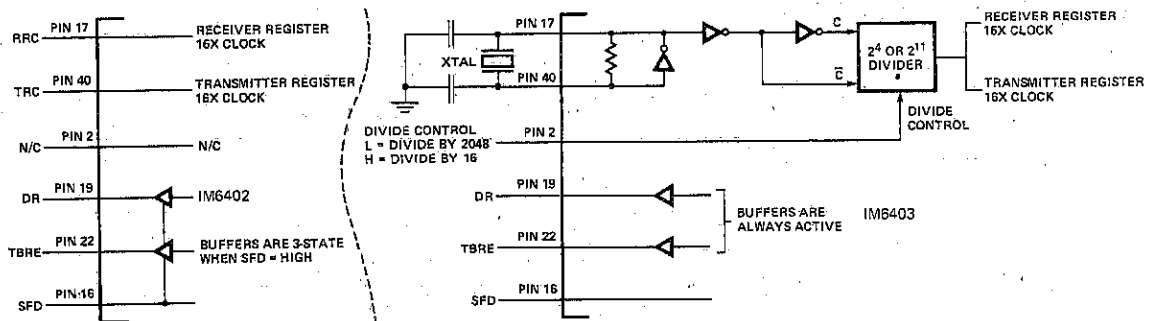 RRC PIN 17 RECEIVER REGISTER
16X CLOCK
TRC PIN 40 TRANSMITTER REGISTER
16X CLOCK
N/C PIN 2 N/C
DR PIN 19 IM6402
TBRE PIN 22 BUFFERS ARE 3-STATE
WHEN SFD = HIGH
SFD PIN 16
PIN 17
XTAL
PIN 40
C
C̅
2⁴ OR 2¹¹
DIVIDER
RECEIVER REGISTER
16X CLOCK
TRANSMITTER REGISTER
16X CLOCK
DIVIDE
CONTROL
DIVIDE CONTROL
L = DIVIDE BY 2048
H = DIVIDE BY 16
PIN 2
DR PIN 19
TBRE PIN 22
BUFFERS ARE
ALWAYS ACTIVE
IM6403
SFD PIN 16